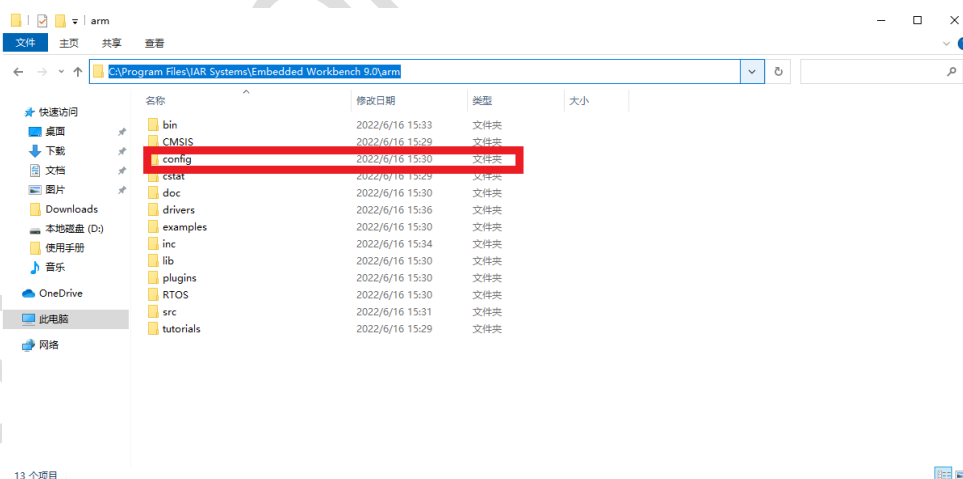 arm
文件 主页 共享 查看
C:\Program Files\IAR Systems\Embedded Workbench 9.0\arm
名称 修改日期 类型 大小
快速访问
桌面
下载
文档
图片
Downloads
本地磁盘 (D:)
使用手册
音乐
OneDrive
此电脑
网络
bin 2022/6/16 15:33 文件夹
CMSIS 2022/6/16 15:29 文件夹
config 2022/6/16 15:30 文件夹
cstat 2022/6/16 15:29 文件夹
doc 2022/6/16 15:30 文件夹
drivers 2022/6/16 15:36 文件夹
examples 2022/6/16 15:30 文件夹
inc 2022/6/16 15:34 文件夹
lib 2022/6/16 15:30 文件夹
plugins 2022/6/16 15:30 文件夹
RTOS 2022/6/16 15:30 文件夹
src 2022/6/16 15:31 文件夹
tutorials 2022/6/16 15:29 文件夹
13 个项目